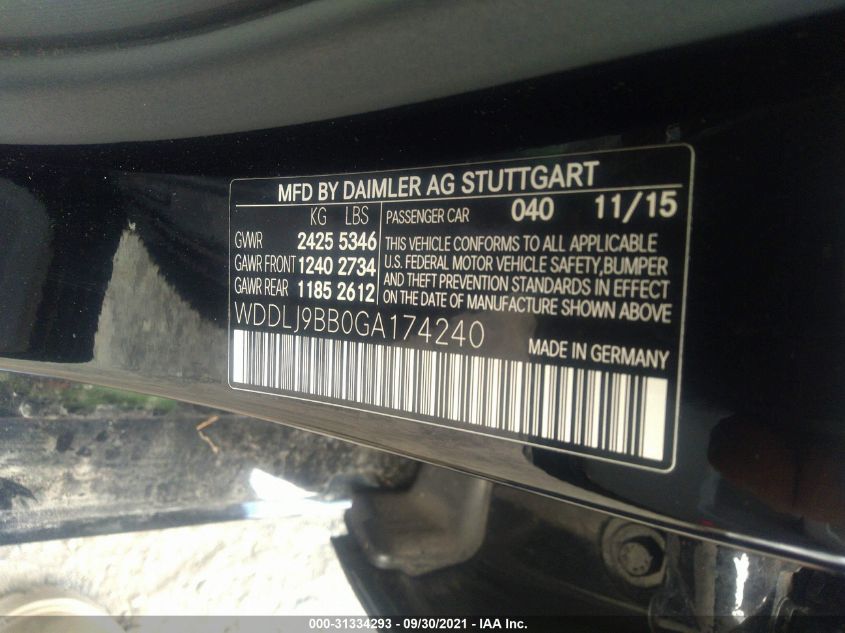 MFD BY DAIMLER AG STUTTGART
KG LBS
GVWR 2425 5346
GAWR FRONT 1240 2734
GAWR REAR 1185 2612
PASSENGER CAR 040 11/15
THIS VEHICLE CONFORMS TO ALL APPLICABLE
U.S. FEDERAL MOTOR VEHICLE SAFETY,BUMPER
AND THEFT PREVENTION STANDARDS IN EFFECT
ON THE DATE OF MANUFACTURE SHOWN ABOVE
WDDLJ9BB0GA174240
MADE IN GERMANY
000-31334293 - 09/30/2021 - IAA Inc.